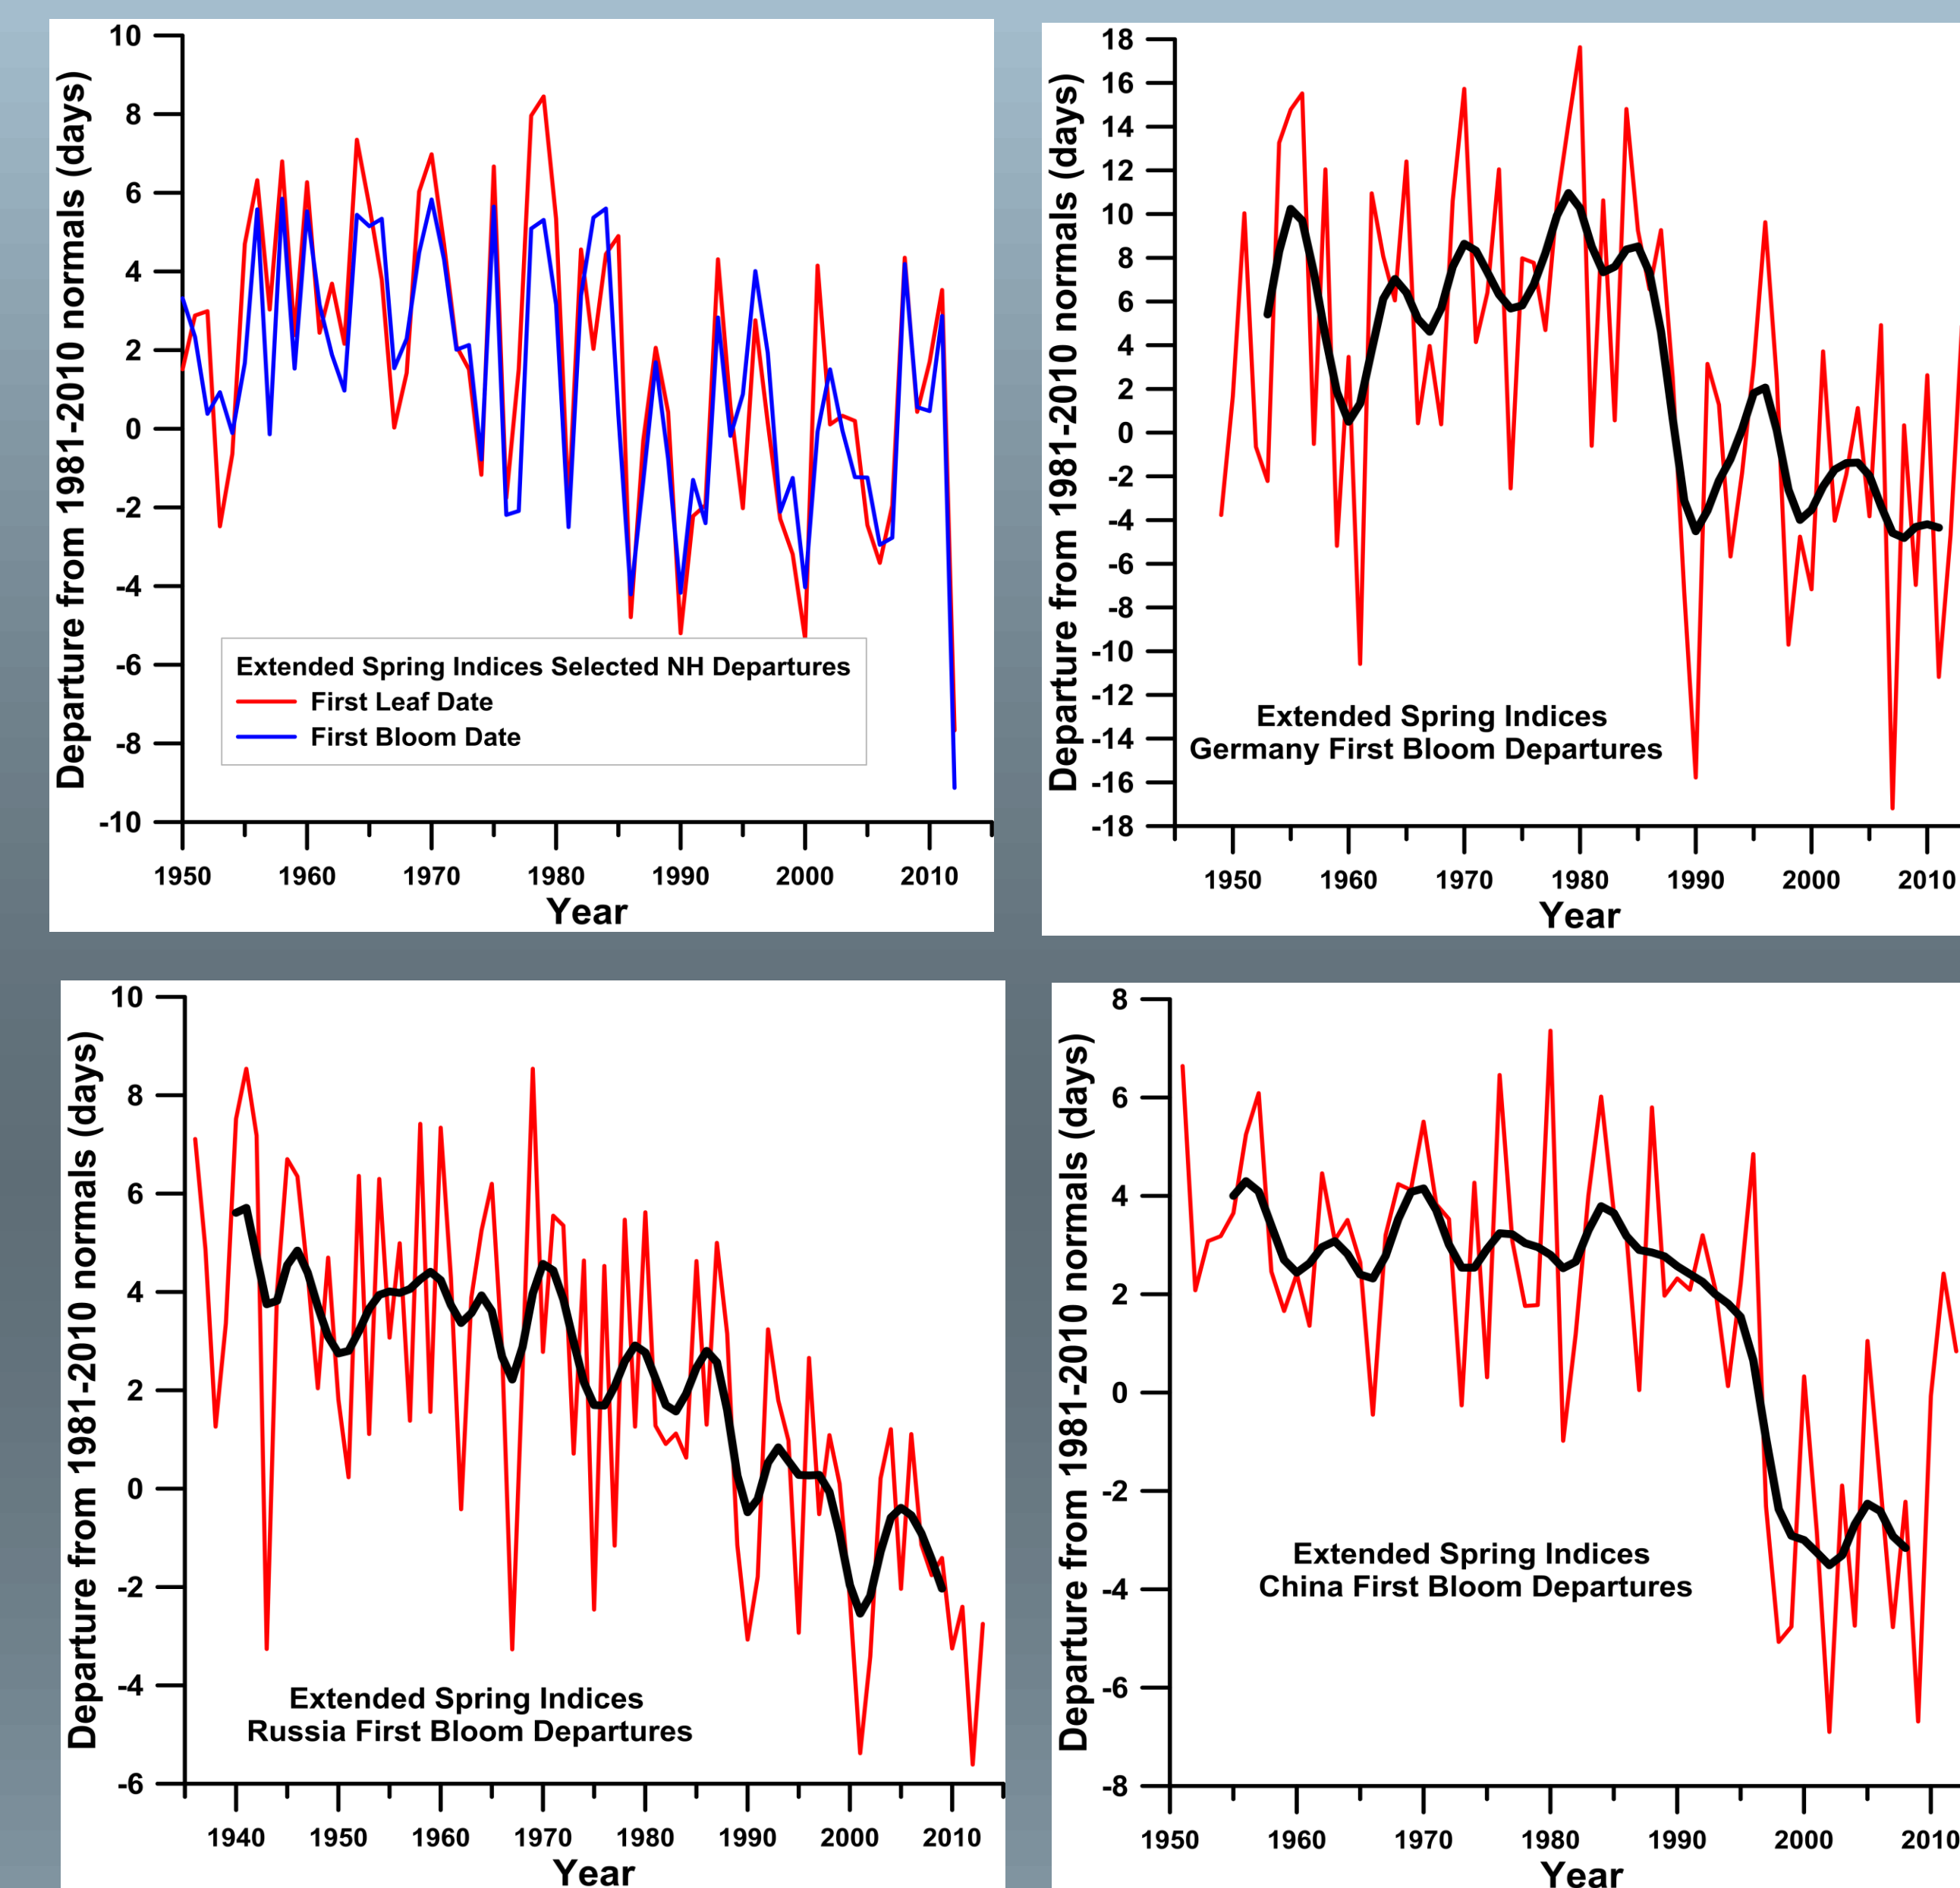 Departure from 1981-2010 normals (days)
10
8
6
4
2
0
-2
-4
-6
-8
-10
Extended Spring Indices Selected NH Departures
First Leaf Date
First Bloom Date
1950 1960 1970 1980 1990 2000 2010
Year
Departure from 1981-2010 normals (days)
18
16
14
12
10
8
6
4
2
0
-2
-4
-6
-8
-10
-12
-14
-16
-18
Extended Spring Indices
Germany First Bloom Departures
1950 1960 1970 1980 1990 2000 2010
Year
Departure from 1981-2010 normals (days)
10
8
6
4
2
0
-2
-4
-6
Extended Spring Indices
Russia First Bloom Departures
1940 1950 1960 1970 1980 1990 2000 2010
Year
Departure from 1981-2010 normals (days)
8
6
4
2
0
-2
-4
-6
-8
Extended Spring Indices
China First Bloom Departures
1950 1960 1970 1980 1990 2000 2010
Year